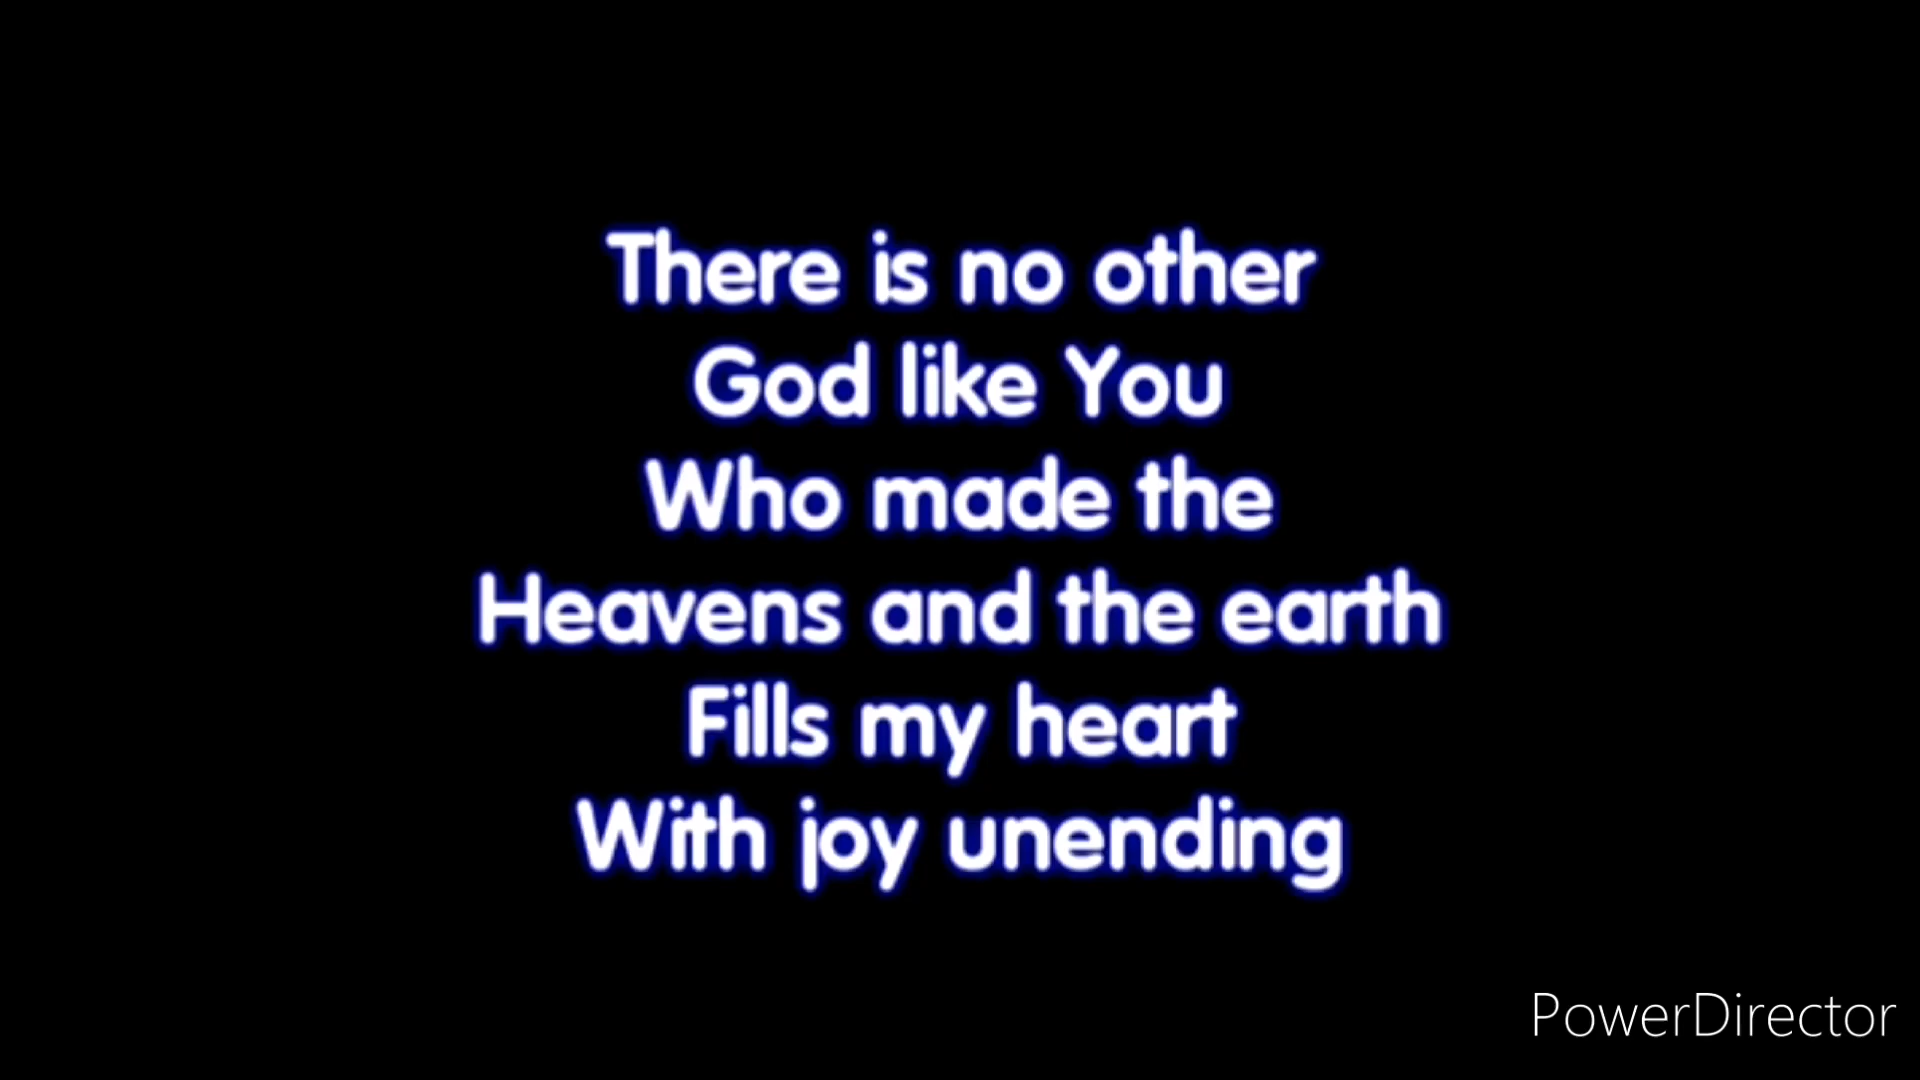 There is no other
God like You
Who made the
Heavens and the earth
Fills my heart
With joy unending
PowerDirector